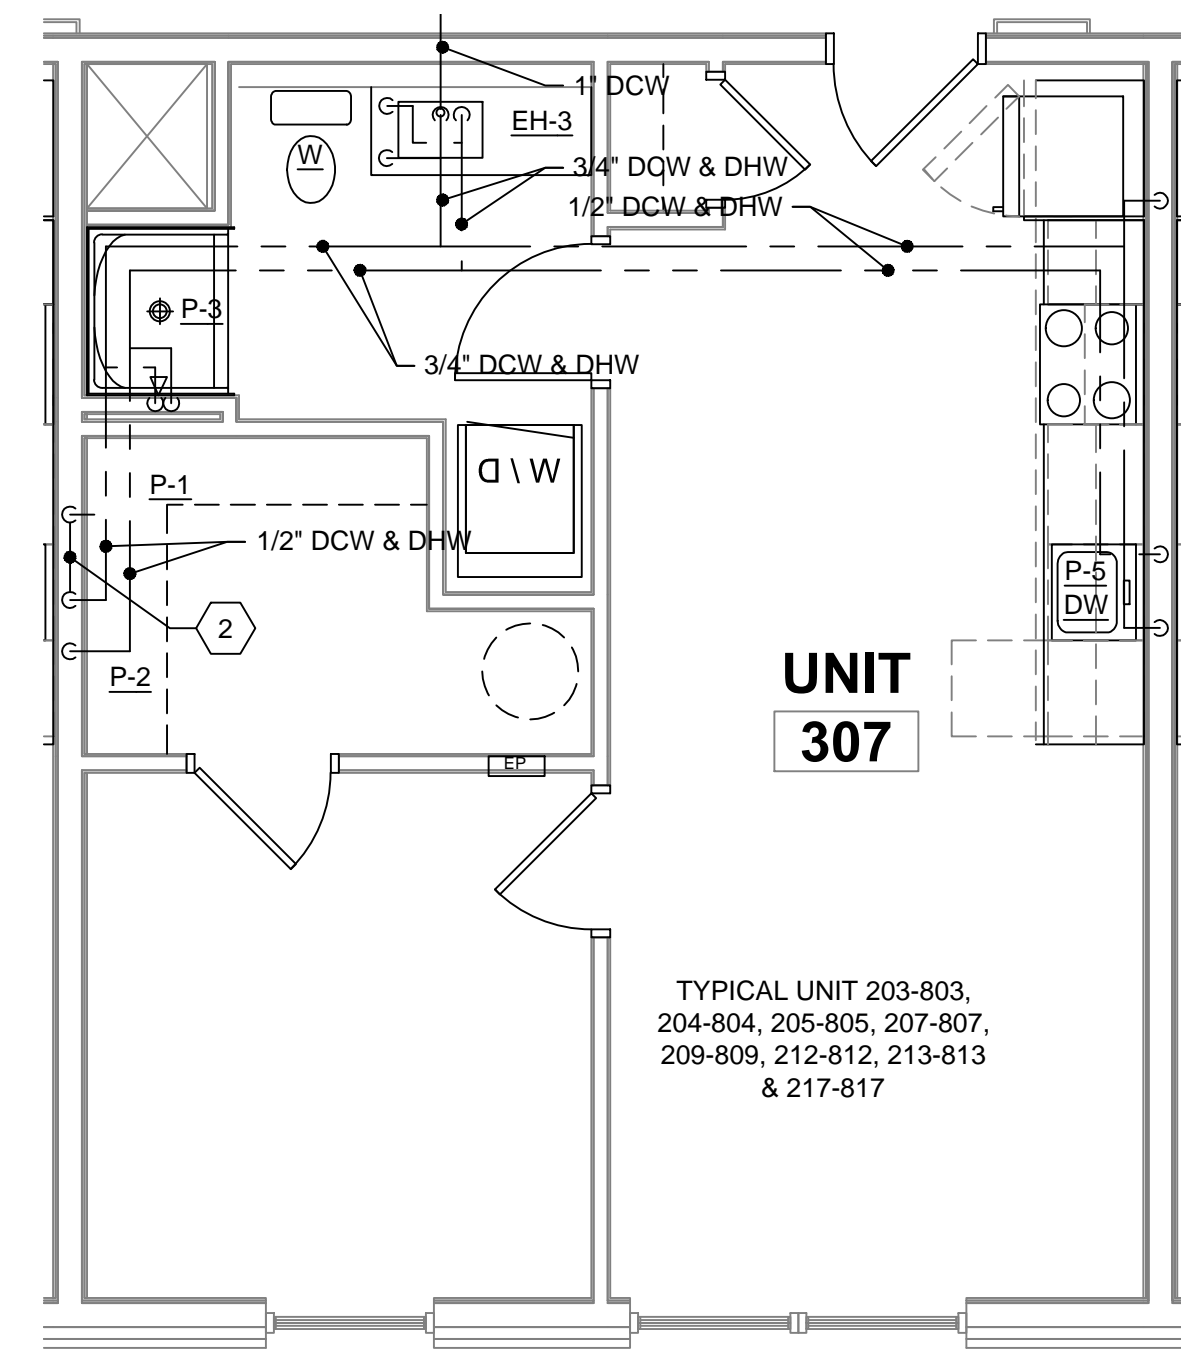 1" DCW
EH-3
W
3/4" DCW & DHW
1/2" DCW & DHW
P-3
3/4" DCW & DHW
W \ D
P-1
1/2" DCW & DHW
P-5
DW
2
P-2
UNIT
307
EP
TYPICAL UNIT 203-803,
204-804, 205-805, 207-807,
209-809, 212-812, 213-813
& 217-817